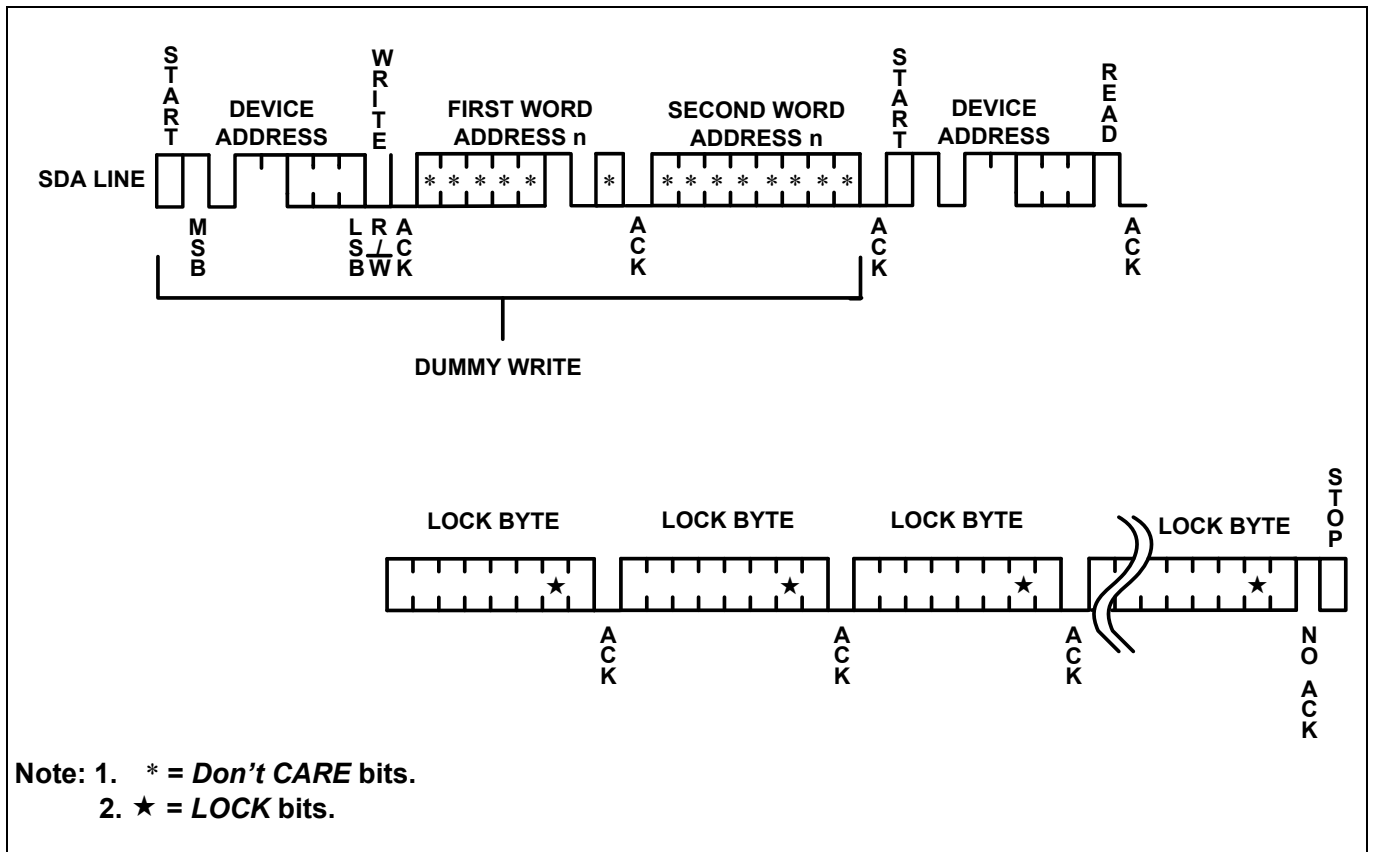 START
WRITE
START
READ
DEVICE
ADDRESS
FIRST WORD
ADDRESS n
SECOND WORD
ADDRESS n
DEVICE
ADDRESS
SDA LINE
* * * * *
*
* * * * * * * *
MSB
LSB
R/W
ACK
ACK
ACK
ACK
DUMMY WRITE
STOP
LOCK BYTE
LOCK BYTE
LOCK BYTE
LOCK BYTE
★
★
★
★
ACK
ACK
ACK
NO ACK
Note: 1. * = Don't CARE bits.
2. ★ = LOCK bits.